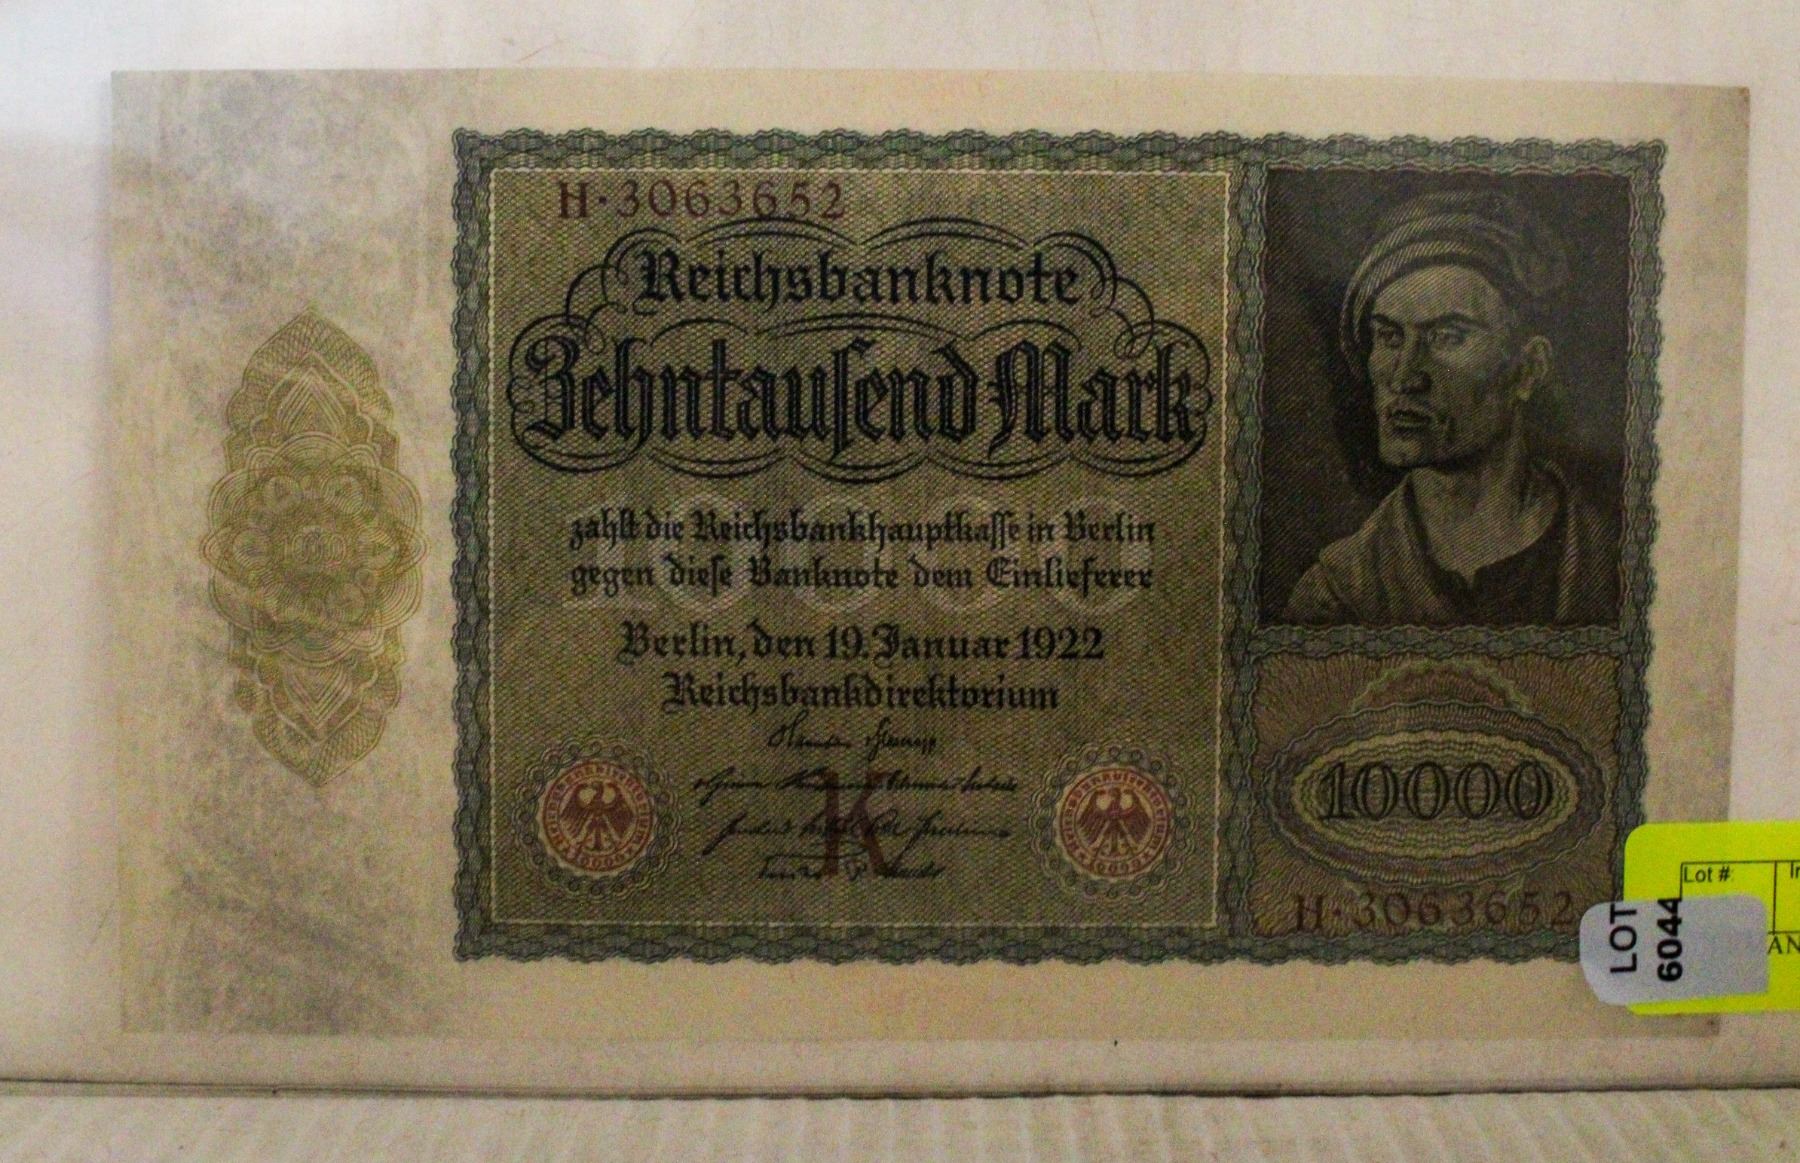 H·3063652
Reichsbanknote
Zehntausend Mark
10000
zahlt die Reichsbankhauptkasse in Berlin
gegen diese Banknote dem Einlieferer
Berlin, den 19. Januar 1922
Reichsbankdirektorium
K
10000
H·3063652
Lot #:
LOT
6044